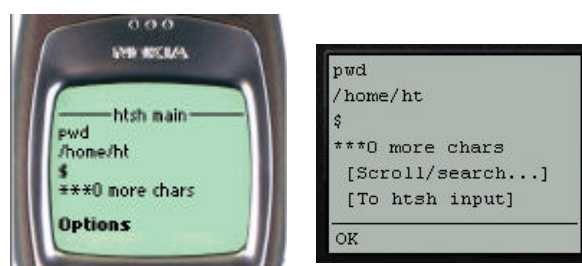 NOKIA
htsh main
pwd
/home/ht
$
***0 more chars
Options
pwd
/home/ht
$
***0 more chars
[Scroll/search...]
[To htsh input]
OK